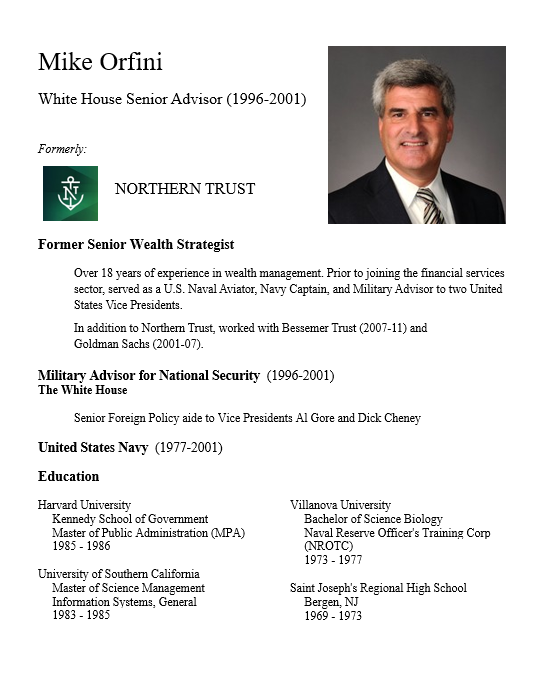 Mike Orfini
White House Senior Advisor (1996-2001)
Formerly:
NORTHERN TRUST
Former Senior Wealth Strategist
Over 18 years of experience in wealth management. Prior to joining the financial services
sector, served as a U.S. Naval Aviator, Navy Captain, and Military Advisor to two United
States Vice Presidents.
In addition to Northern Trust, worked with Bessemer Trust (2007-11) and
Goldman Sachs (2001-07).
Military Advisor for National Security (1996-2001)
The White House
Senior Foreign Policy aide to Vice Presidents Al Gore and Dick Cheney
United States Navy (1977-2001)
Education
Harvard University
Kennedy School of Government
Master of Public Administration (MPA)
1985 - 1986
University of Southern California
Master of Science Management
Information Systems, General
1983 - 1985
Villanova University
Bachelor of Science Biology
Naval Reserve Officer's Training Corp
(NROTC)
1973 - 1977
Saint Joseph's Regional High School
Bergen, NJ
1969 - 1973